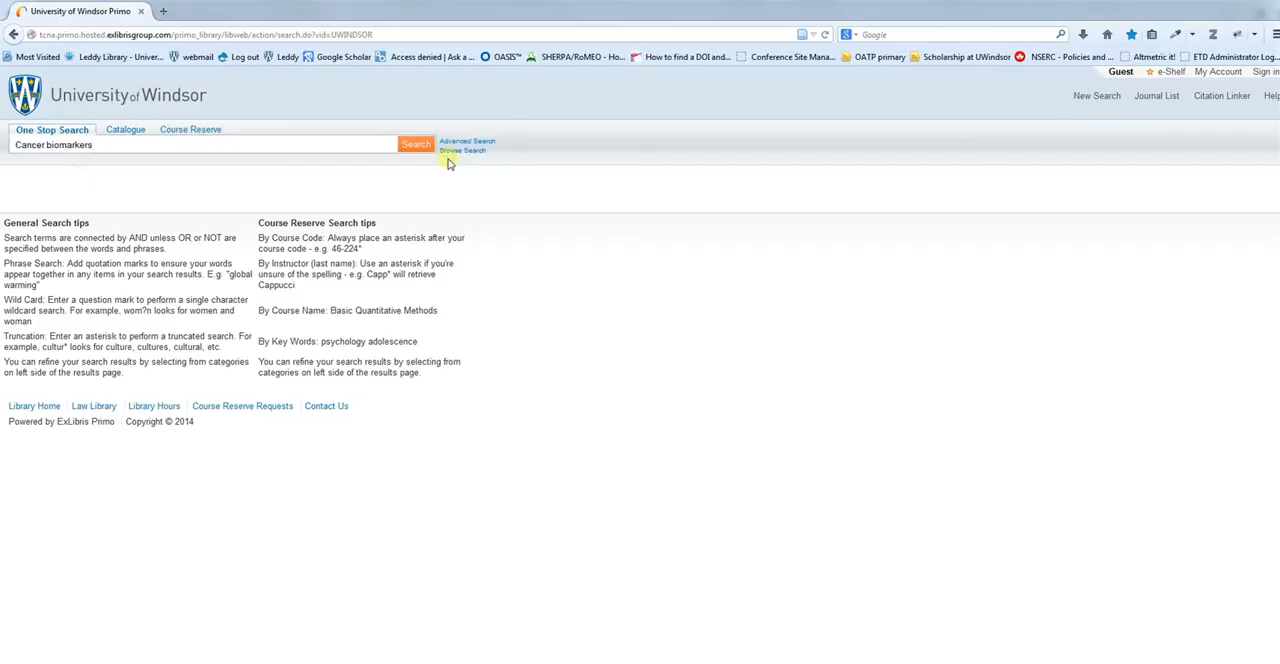 University of Windsor Primo
tcna.primo.hosted.exlibrisgroup.com/primo_library/libweb/action/search.do?vid=UWINDSOR
Google
Most Visited Leddy Library - Univer... webmail Log out Leddy Google Scholar Access denied | Ask a ... OASIS™ SHERPA/RoMEO - Ho... How to find a DOI and... Conference Site Mana... OATP primary Scholarship at UWindsor NSERC - Policies and ... Altmetric it! ETD Administrator Log...
Guest e-Shelf My Account Sign in
University of Windsor
New Search Journal List Citation Linker Help
One Stop Search Catalogue Course Reserve
Cancer biomarkers Search Advanced Search
Browse Search
General Search tips
Search terms are connected by AND unless OR or NOT are
specified between the words and phrases.
Phrase Search: Add quotation marks to ensure your words
appear together in any items in your search results. E.g. "global
warming"
Wild Card: Enter a question mark to perform a single character
wildcard search. For example, wom?n looks for women and
woman
Truncation: Enter an asterisk to perform a truncated search. For
example, cultur* looks for culture, cultures, cultural, etc.
You can refine your search results by selecting from categories
on left side of the results page.
Course Reserve Search tips
By Course Code: Always place an asterisk after your
course code - e.g. 46-224*
By Instructor (last name): Use an asterisk if you're
unsure of the spelling - e.g. Capp* will retrieve
Cappucci
By Course Name: Basic Quantitative Methods
By Key Words: psychology adolescence
You can refine your search results by selecting from
categories on left side of the results page.
Library Home Law Library Library Hours Course Reserve Requests Contact Us
Powered by ExLibris Primo Copyright © 2014